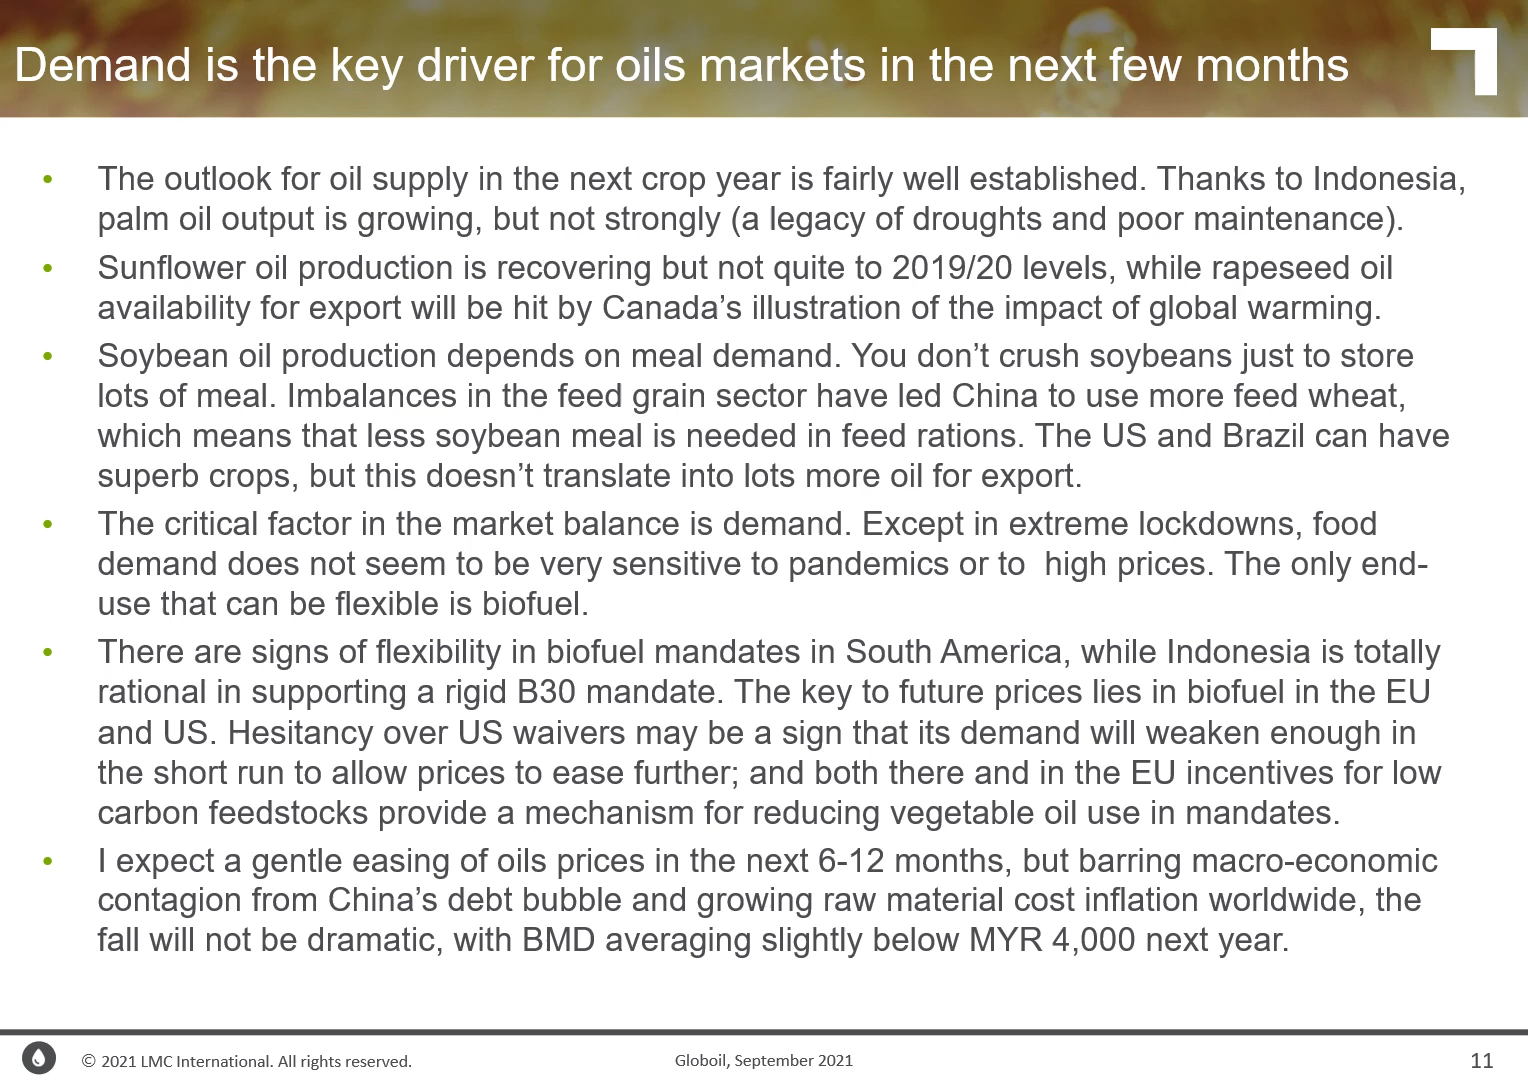 Demand is the key driver for oils markets in the next few months
• The outlook for oil supply in the next crop year is fairly well established. Thanks to Indonesia,
palm oil output is growing, but not strongly (a legacy of droughts and poor maintenance).
• Sunflower oil production is recovering but not quite to 2019/20 levels, while rapeseed oil
availability for export will be hit by Canada’s illustration of the impact of global warming.
• Soybean oil production depends on meal demand. You don’t crush soybeans just to store
lots of meal. Imbalances in the feed grain sector have led China to use more feed wheat,
which means that less soybean meal is needed in feed rations. The US and Brazil can have
superb crops, but this doesn’t translate into lots more oil for export.
• The critical factor in the market balance is demand. Except in extreme lockdowns, food
demand does not seem to be very sensitive to pandemics or to  high prices. The only end-
use that can be flexible is biofuel.
• There are signs of flexibility in biofuel mandates in South America, while Indonesia is totally
rational in supporting a rigid B30 mandate. The key to future prices lies in biofuel in the EU
and US. Hesitancy over US waivers may be a sign that its demand will weaken enough in
the short run to allow prices to ease further; and both there and in the EU incentives for low
carbon feedstocks provide a mechanism for reducing vegetable oil use in mandates.
• I expect a gentle easing of oils prices in the next 6-12 months, but barring macro-economic
contagion from China’s debt bubble and growing raw material cost inflation worldwide, the
fall will not be dramatic, with BMD averaging slightly below MYR 4,000 next year.
© 2021 LMC International. All rights reserved.
Globoil, September 2021
11